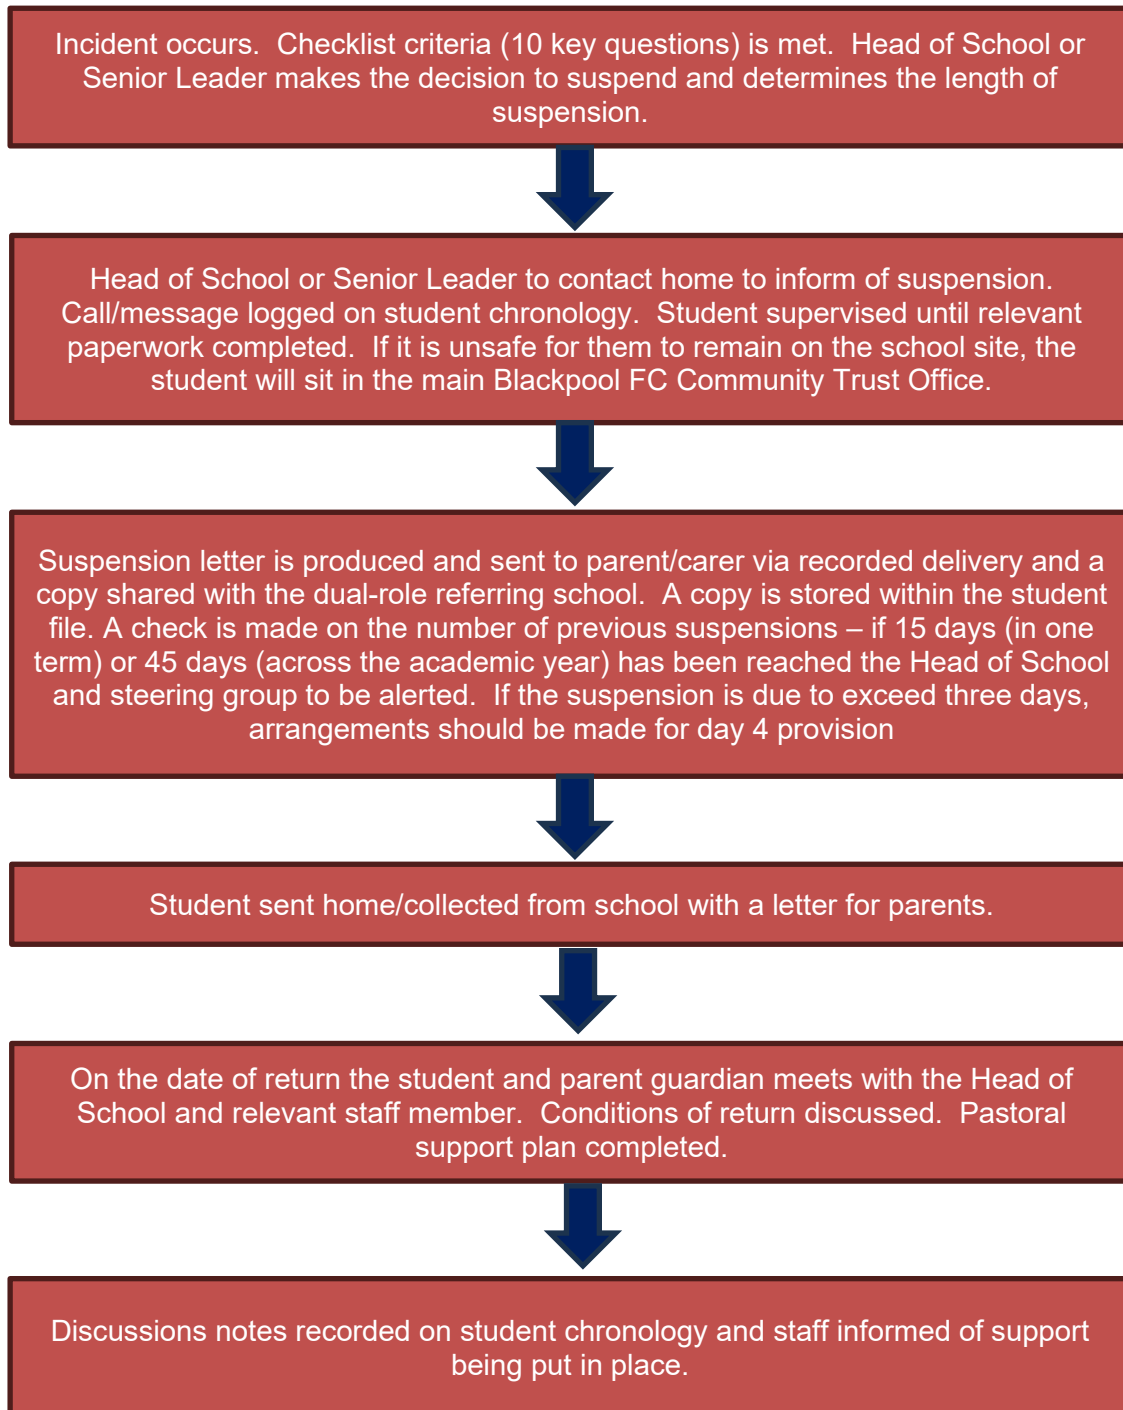 Incident occurs.  Checklist criteria (10 key questions) is met.  Head of School or
Senior Leader makes the decision to suspend and determines the length of
suspension.
Head of School or Senior Leader to contact home to inform of suspension.
Call/message logged on student chronology.  Student supervised until relevant
paperwork completed.  If it is unsafe for them to remain on the school site, the
student will sit in the main Blackpool FC Community Trust Office.
Suspension letter is produced and sent to parent/carer via recorded delivery and a
copy shared with the dual-role referring school.  A copy is stored within the student
file. A check is made on the number of previous suspensions – if 15 days (in one
term) or 45 days (across the academic year) has been reached the Head of School
and steering group to be alerted.  If the suspension is due to exceed three days,
arrangements should be made for day 4 provision
Student sent home/collected from school with a letter for parents.
On the date of return the student and parent guardian meets with the Head of
School and relevant staff member.  Conditions of return discussed.  Pastoral
support plan completed.
Discussions notes recorded on student chronology and staff informed of support
being put in place.